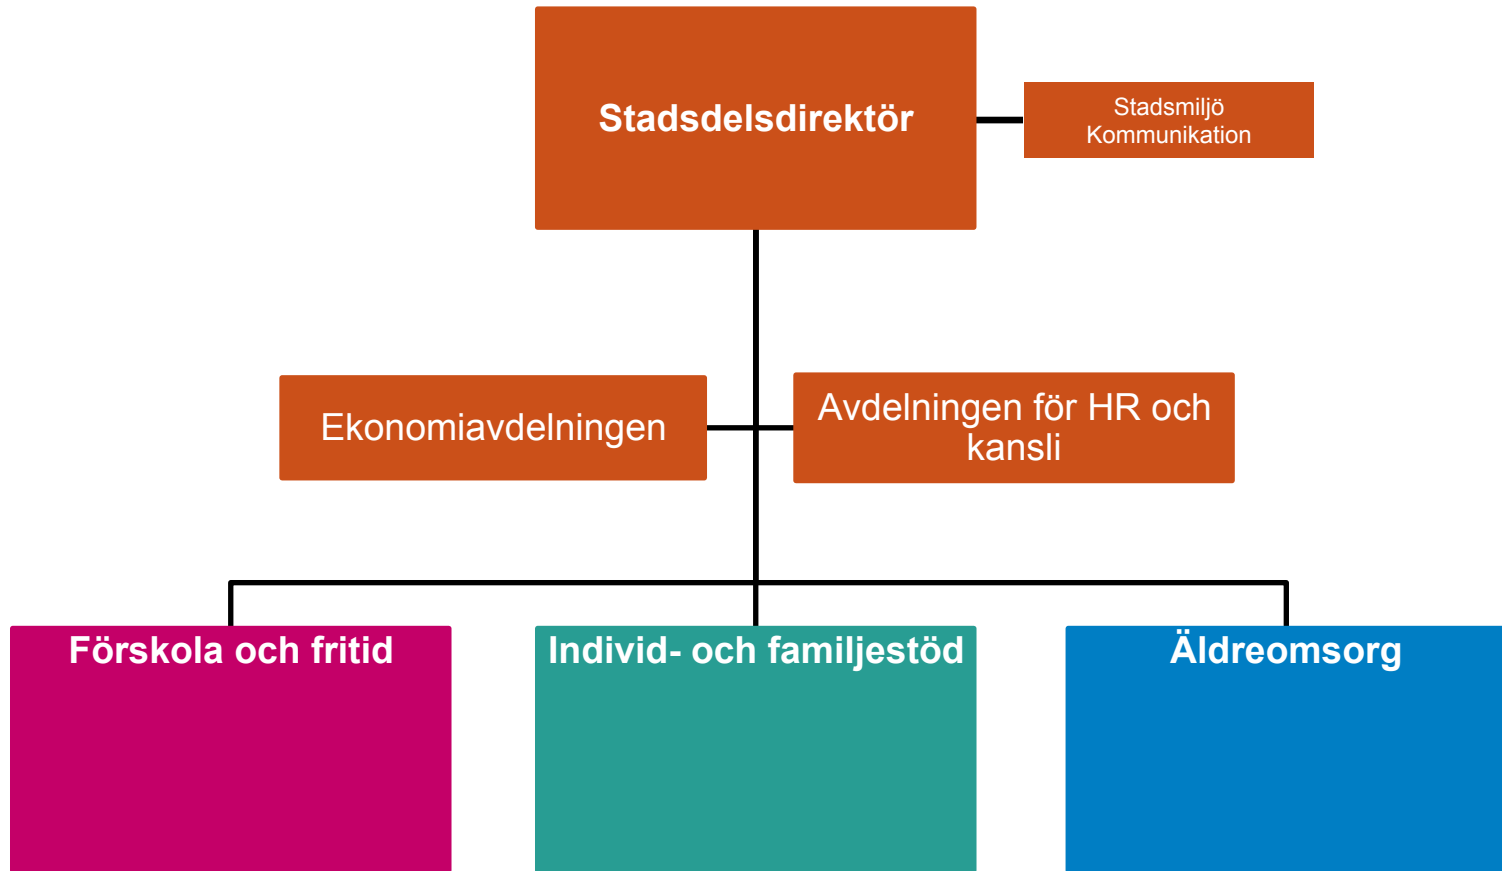 Stadsdelsdirektör
Stadsmiljö
Kommunikation
Ekonomiavdelningen
Avdelningen för HR och
kansli
Förskola och fritid
Individ- och familjestöd
Äldreomsorg